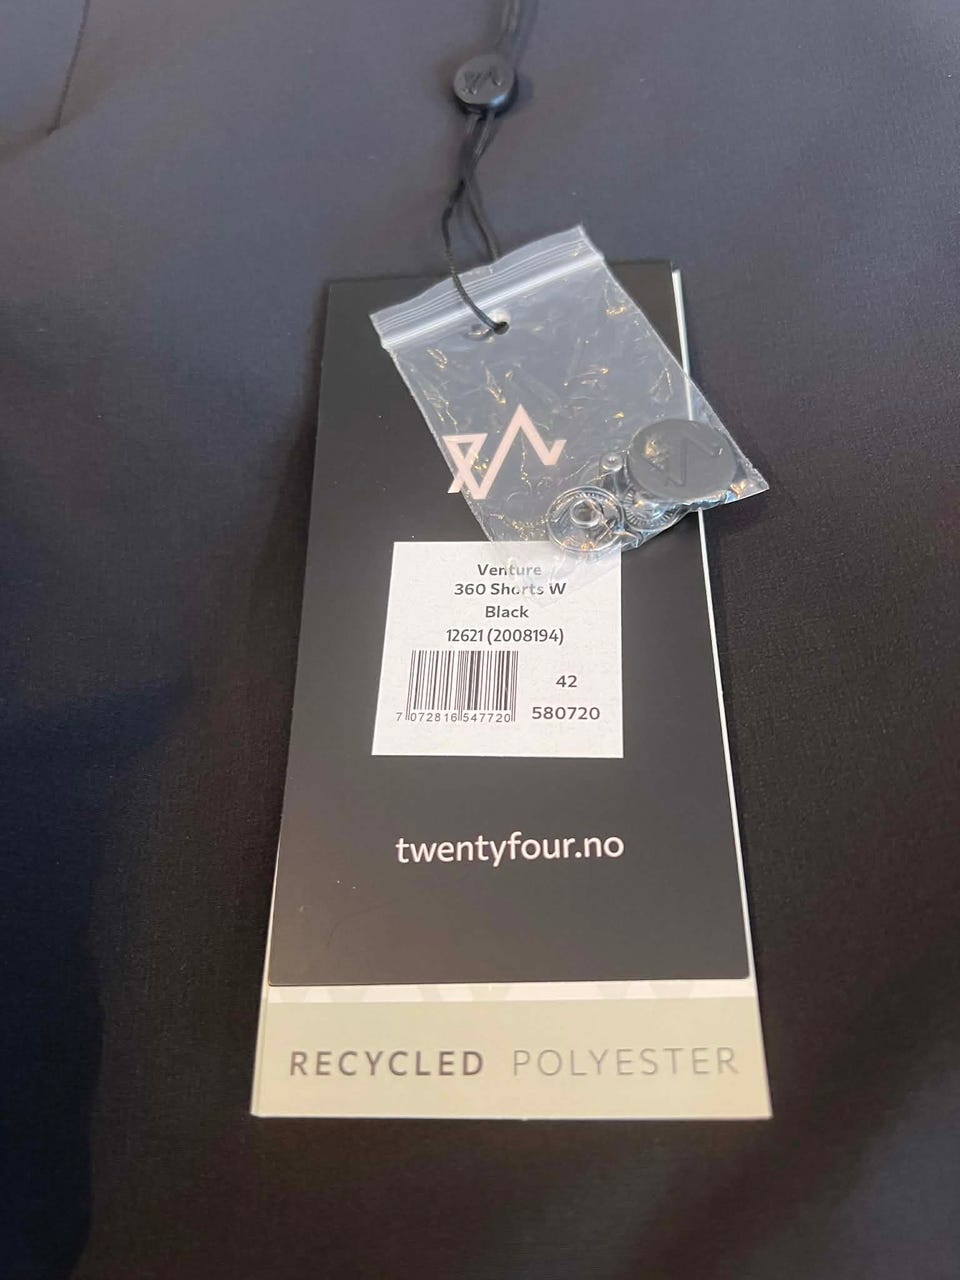 Venture
360 Shorts W
Black
12621 (2008194)
42
7 072816 547720
580720
twentyfour.no
RECYCLED POLYESTER